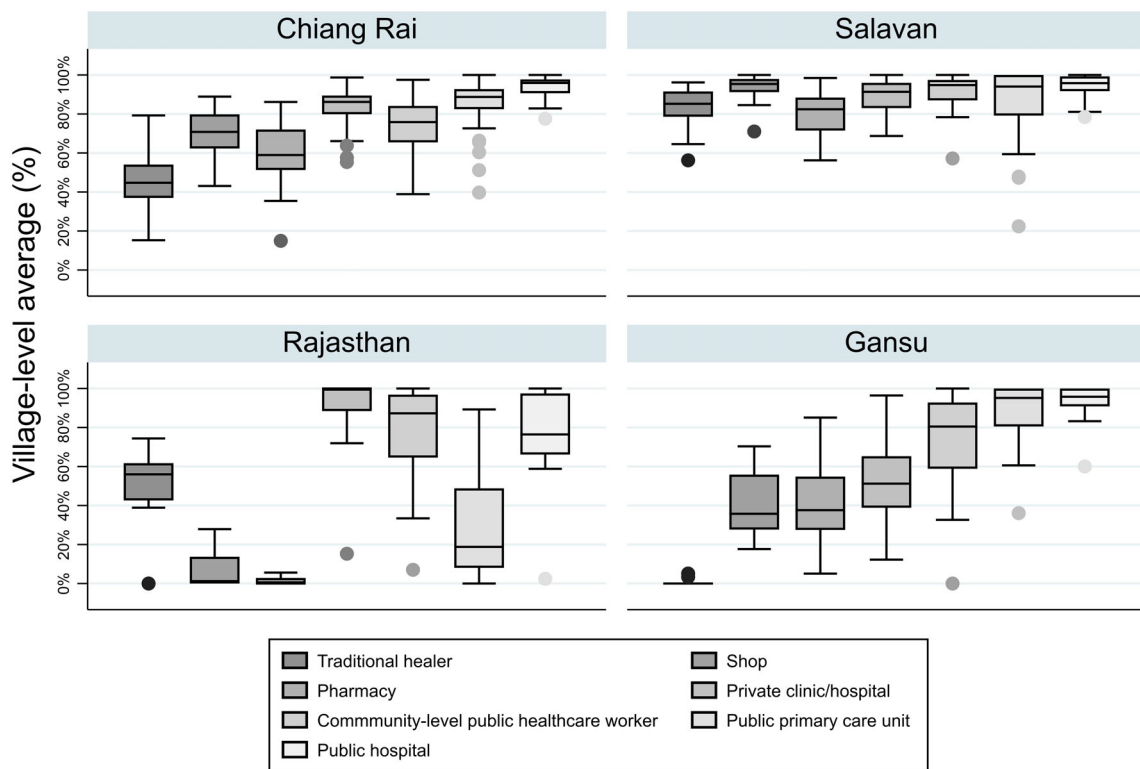 Chiang Rai
Salavan
Village-level average (%)
100%
80%
60%
40%
20%
0%
Rajasthan
Gansu
100%
80%
60%
40%
20%
0%
Traditional healer
Shop
Pharmacy
Private clinic/hospital
Commmunity-level public healthcare worker
Public primary care unit
Public hospital